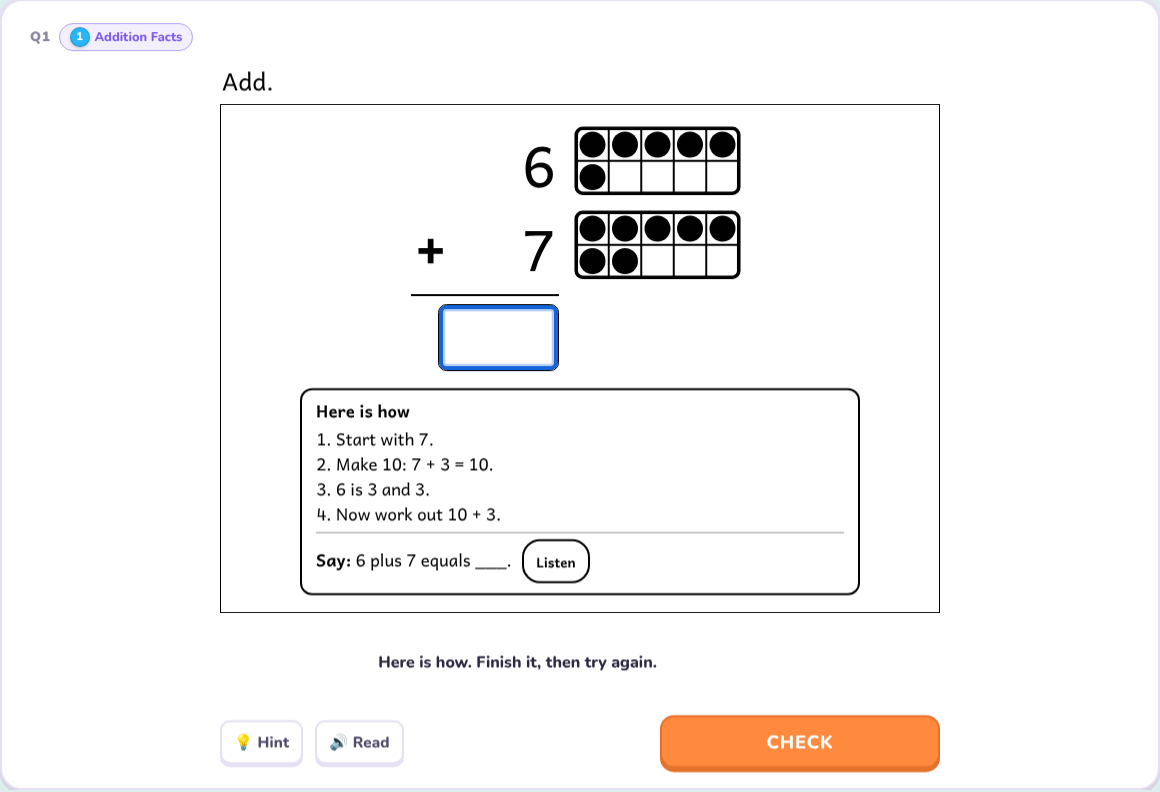 Q1 1 Addition Facts
Add.
6
+ 7
Here is how
1. Start with 7.
2. Make 10: 7 + 3 = 10.
3. 6 is 3 and 3.
4. Now work out 10 + 3.
Say: 6 plus 7 equals ____. Listen
Here is how. Finish it, then try again.
Hint Read CHECK